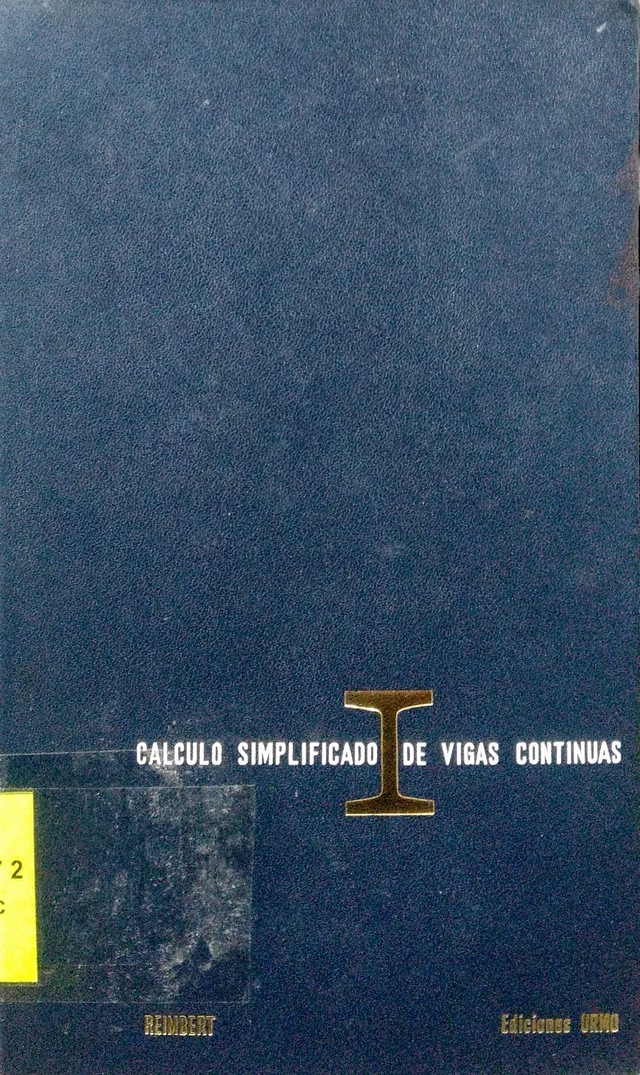 CALCULO SIMPLIFICADO DE VIGAS CONTINUAS
2
C
REIMBERT Ediciones URMO